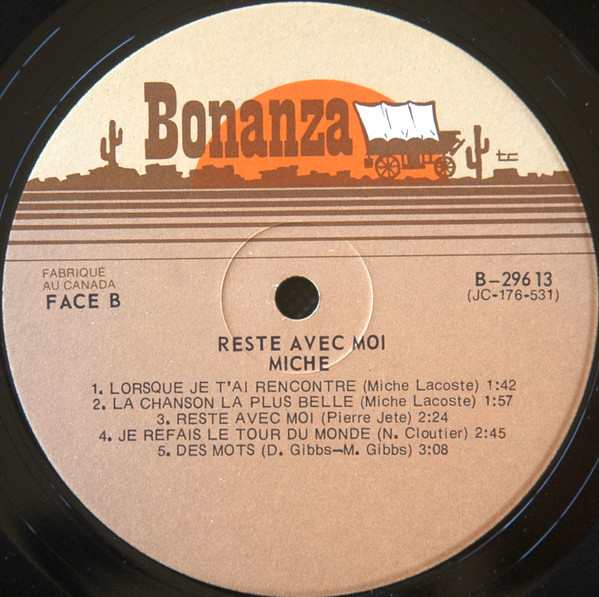 Bonanza
tc
FABRIQUÉ
AU CANADA
FACE B
B-29613
(JC-176-531)
RESTE AVEC MOI
MICHE
1. LORSQUE JE T'AI RENCONTRE (Miche Lacoste) 1:42
2. LA CHANSON LA PLUS BELLE (Miche Lacoste) 1:57
3. RESTE AVEC MOI (Pierre Jete) 2:24
4. JE REFAIS LE TOUR DU MONDE (N. Cloutier) 2:45
5. DES MOTS (D. Gibbs—M. Gibbs) 3:08